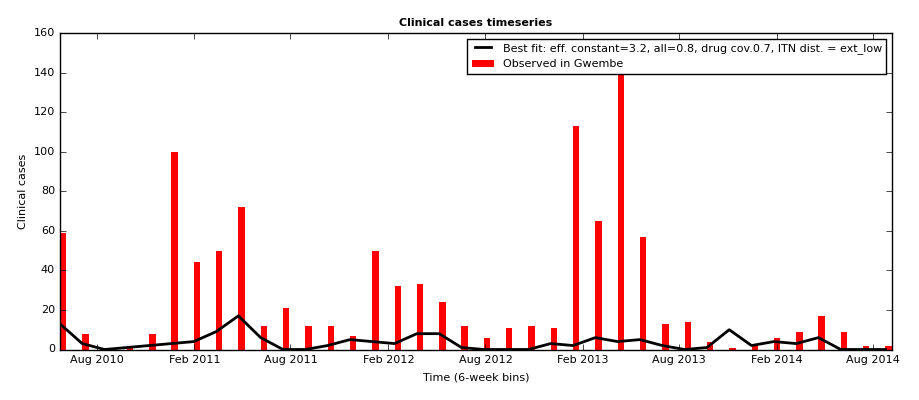 Clinical cases timeseries
Best fit: eff. constant=3.2, all=0.8, drug cov.0.7, ITN dist. = ext_low
Observed in Gwembe
Clinical cases
160
140
120
100
80
60
40
20
0
Aug 2010 Feb 2011 Aug 2011 Feb 2012 Aug 2012 Feb 2013 Aug 2013 Feb 2014 Aug 2014
Time (6-week bins)